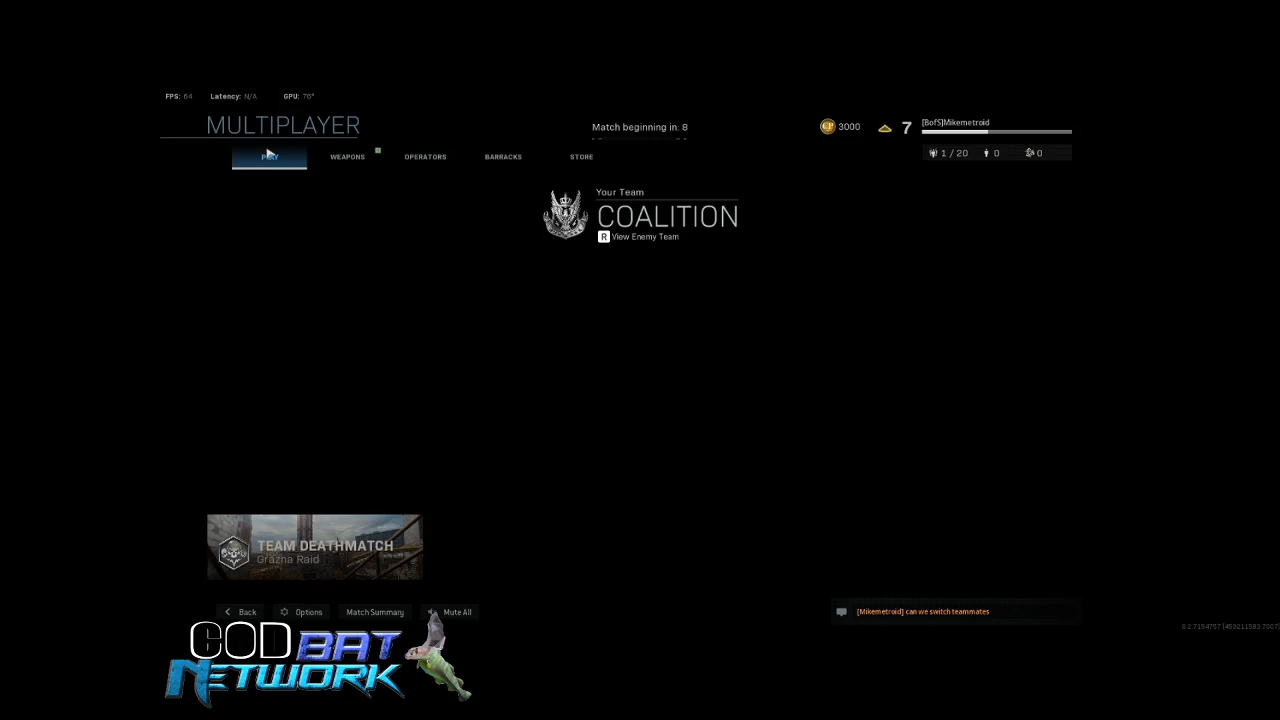 FPS: 64 Latency: N/A GPU: 76°
MULTIPLAYER
Match beginning in: 8
CP 3000
7
[BofS]Mikemetroid
1 / 20 0 0
PLAY WEAPONS OPERATORS BARRACKS STORE
Your Team
COALITION
R View Enemy Team
TEAM DEATHMATCH
Grazna Raid
Back Options Match Summary Mute All
[Mikemetroid] can we switch teammates
CODBAT
NETWORK